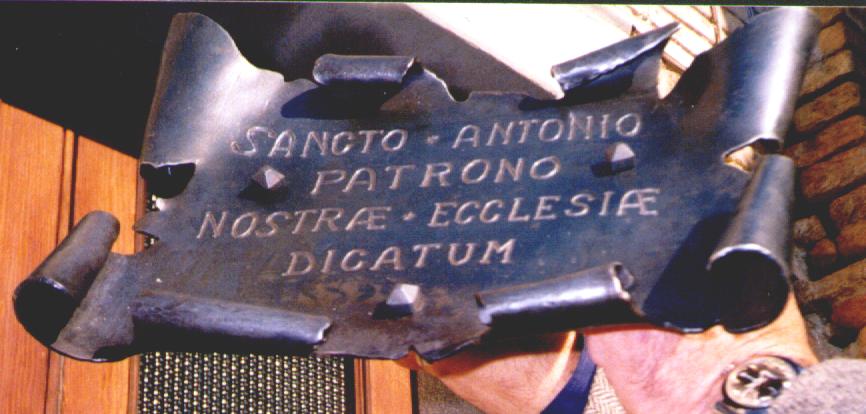 SANCTO · ANTONIO
PATRONO
NOSTRÆ · ECCLESIÆ
DICATUM